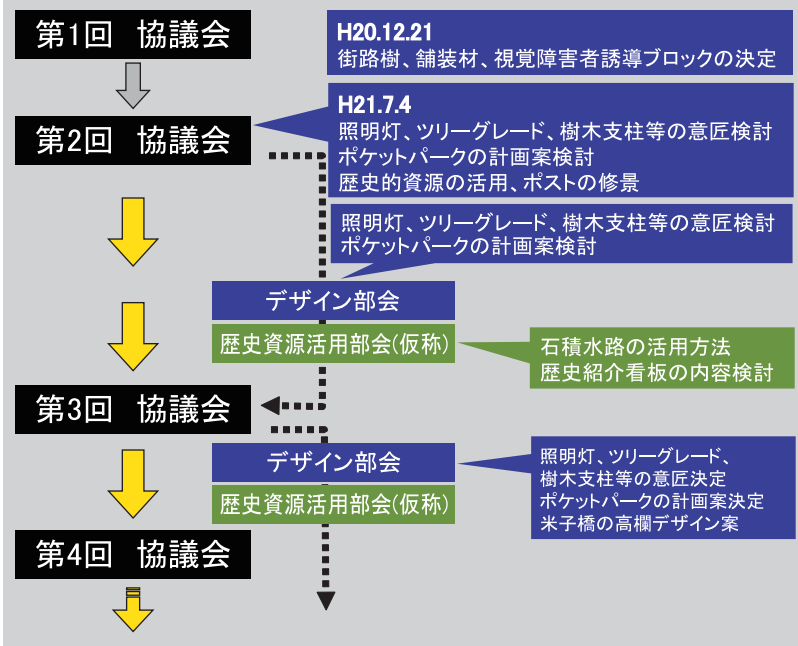 第1回 協議会
H20.12.21
街路樹、舗装材、視覚障害者誘導ブロックの決定
第2回 協議会
H21.7.4
照明灯、ツリーグレード、樹木支柱等の意匠検討
ポケットパークの計画案検討
歴史的資源の活用、ポストの修景
照明灯、ツリーグレード、樹木支柱等の意匠検討
ポケットパークの計画案検討
デザイン部会
歴史資源活用部会(仮称)
石積水路の活用方法
歴史紹介看板の内容検討
第3回 協議会
デザイン部会
歴史資源活用部会(仮称)
照明灯、ツリーグレード、
樹木支柱等の意匠決定
ポケットパークの計画案決定
米子橋の高欄デザイン案
第4回 協議会